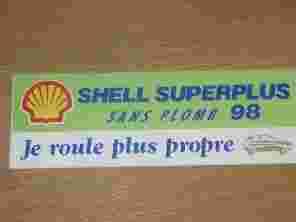 SHELL SUPERPLUS
SANS PLOMB 98
Je roule plus propre